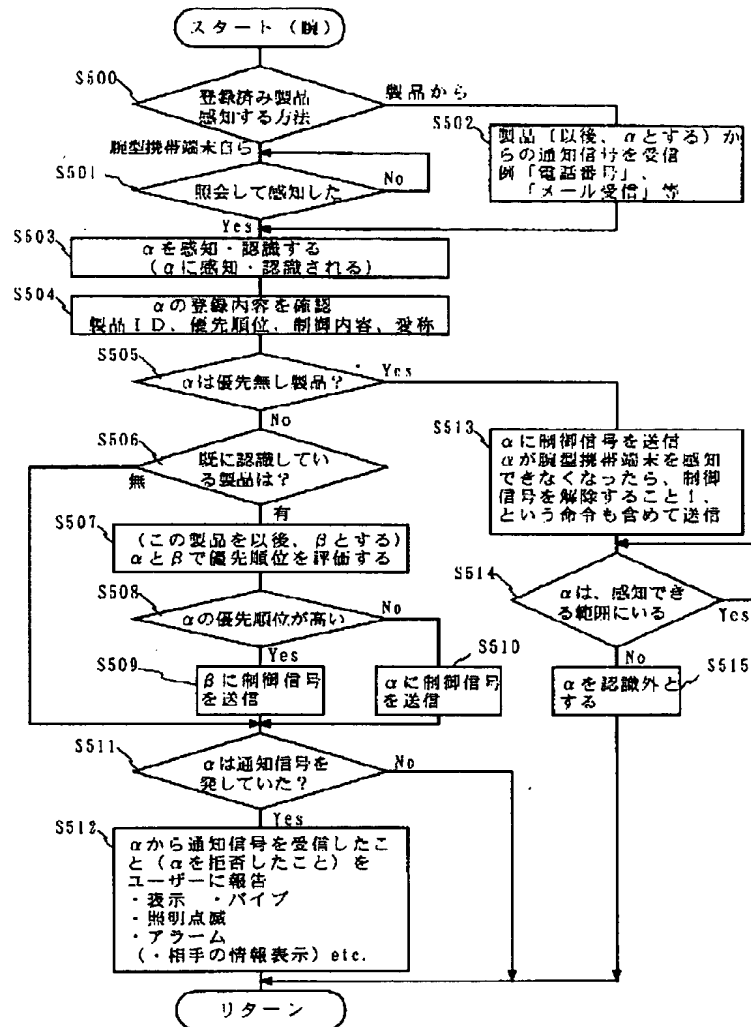 スタート（腕）
S500
登録済み製品
感知する方法
製品から
S502
製品（以後、αとする）か
らの通知信号を受信
例「電話番号」、
「メール受信」等
腕型携帯端末自ら
S501
照会して感知した
No
Yes
S503
αを感知・認識する
（αに感知・認識される）
S504
αの登録内容を確認
製品ＩＤ、優先順位、制御内容、愛称
S505
αは優先無し製品？
Yes
No
S506
既に認識してい
る製品は？
無
有
S513
αに制御信号を送信
αが腕型携帯端末を感知
できなくなったら、制御
信号を解除すること！、
という命令も含めて送信
S507
（この製品を以後、βとする）
αとβで優先順位を評価する
S514
αは、感知でき
る範囲にいる
Yes
No
S508
αの優先順位が高い
No
Yes
S509
βに制御信号
を送信
S510
αに制御信号
を送信
S515
αを認識外と
する
S511
αは通知信号を
発していた？
No
Yes
S512
αから通知信号を受信したこ
と（αを拒否したこと）を
ユーザーに報告
・表示　・バイブ
・照明点滅
・アラーム
（・相手の情報表示）etc.
リターン